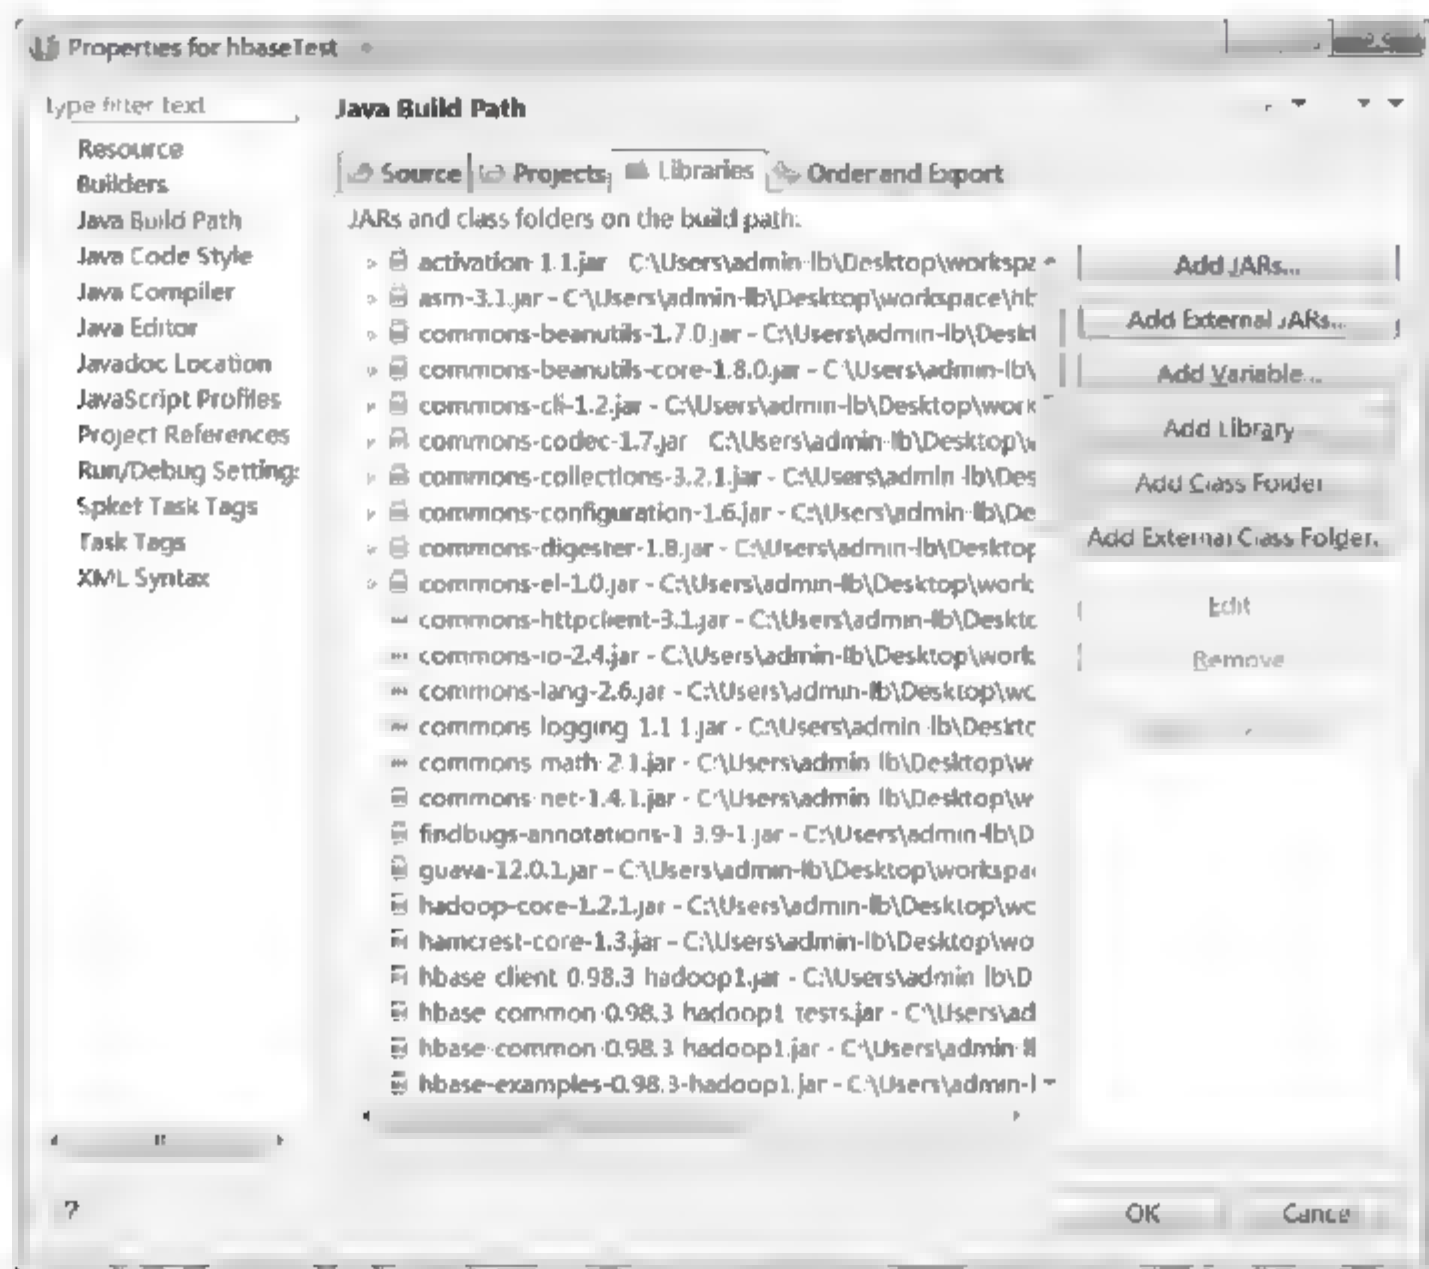 Properties for hbaseTest
type filter text
Resource
Builders
Java Build Path
Java Code Style
Java Compiler
Java Editor
Javadoc Location
JavaScript Profiles
Project References
Run/Debug Setting
Spket Task Tags
Task Tags
XML Syntax
Java Build Path
Source Projects Libraries Order and Export
JARs and class folders on the build path:
activation-1.1.jar - C:\Users\admin-lb\Desktop\workspa
asm-3.1.jar - C:\Users\admin-lb\Desktop\workspace\hb
commons-beanutils-1.7.0.jar - C:\Users\admin-lb\Deskt
commons-beanutils-core-1.8.0.jar - C:\Users\admin-lb\
commons-cli-1.2.jar - C:\Users\admin-lb\Desktop\work
commons-codec-1.7.jar - C:\Users\admin-lb\Desktop\w
commons-collections-3.2.1.jar - C:\Users\admin-lb\Des
commons-configuration-1.6.jar - C:\Users\admin-lb\De
commons-digester-1.8.jar - C:\Users\admin-lb\Desktop
commons-el-1.0.jar - C:\Users\admin-lb\Desktop\work
commons-httpclient-3.1.jar - C:\Users\admin-lb\Deskto
commons-io-2.4.jar - C:\Users\admin-lb\Desktop\work
commons-lang-2.6.jar - C:\Users\admin-lb\Desktop\wo
commons-logging-1.1.1.jar - C:\Users\admin-lb\Deskto
commons-math-2.1.jar - C:\Users\admin-lb\Desktop\w
commons-net-1.4.1.jar - C:\Users\admin-lb\Desktop\w
findbugs-annotations-1.3.9-1.jar - C:\Users\admin-lb\D
guava-12.0.1.jar - C:\Users\admin-lb\Desktop\workspa
hadoop-core-1.2.1.jar - C:\Users\admin-lb\Desktop\wo
hamcrest-core-1.3.jar - C:\Users\admin-lb\Desktop\wo
hbase-client-0.98.3-hadoop1.jar - C:\Users\admin-lb\D
hbase-common-0.98.3-hadoop1-tests.jar - C:\Users\ad
hbase-common-0.98.3-hadoop1.jar - C:\Users\admin-l
hbase-examples-0.98.3-hadoop1.jar - C:\Users\admin-l
Add JARs...
Add External JARs...
Add Variable...
Add Library
Add Class Folder
Add External Class Folder.
Edit
Remove
?
OK
Cancel